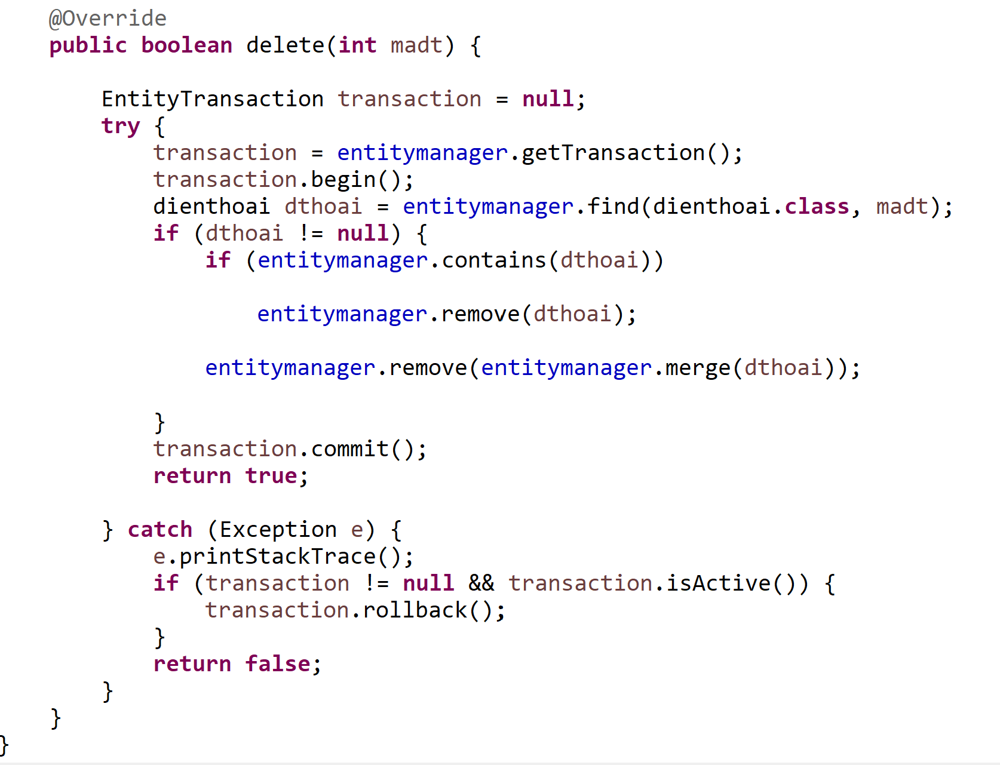 @Override
public boolean delete(int madt) {
EntityTransaction transaction = null;
try {
transaction = entitymanager.getTransaction();
transaction.begin();
dienthoai dthoai = entitymanager.find(dienthoai.class, madt);
if (dthoai != null) {
if (entitymanager.contains(dthoai))
entitymanager.remove(dthoai);
entitymanager.remove(entitymanager.merge(dthoai));
}
transaction.commit();
return true;
} catch (Exception e) {
e.printStackTrace();
if (transaction != null && transaction.isActive()) {
transaction.rollback();
}
return false;
}
}
}